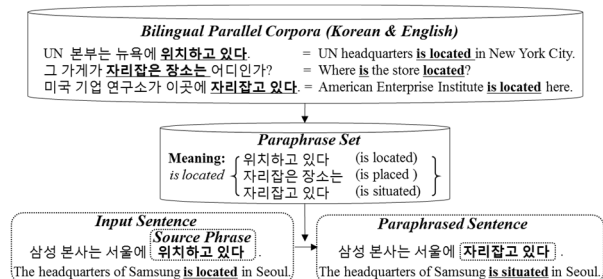 Bilingual Parallel Corpora (Korean & English)
UN 본부는 뉴욕에 위치하고 있다. = UN headquarters is located in New York City.
그 가게가 자리잡은 장소는 어디인가? = Where is the store located?
미국 기업 연구소가 이곳에 자리잡고 있다. = American Enterprise Institute is located here.
Paraphrase Set
Meaning: 위치하고 있다 (is located)
is located 자리잡은 장소는 (is placed )
자리잡고 있다 (is situated)
Input Sentence
Source Phrase
삼성 본사는 서울에 위치하고 있다 .
The headquarters of Samsung is located in Seoul.
Paraphrased Sentence
삼성 본사는 서울에 자리잡고 있다 .
The headquarters of Samsung is situated in Seoul.